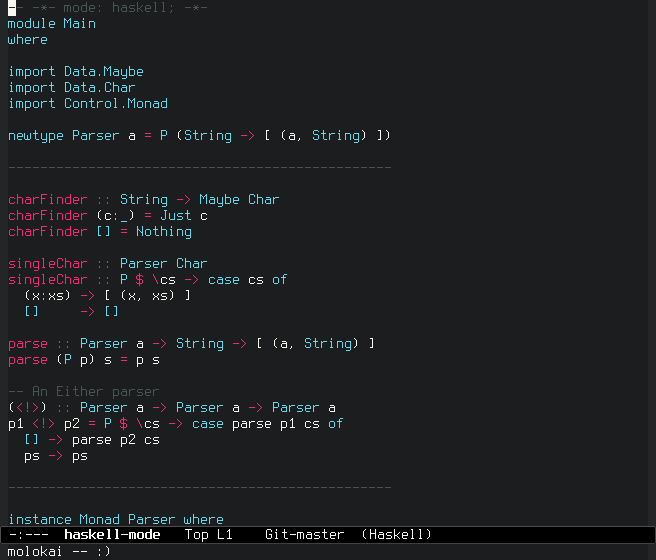 -- -*- mode: haskell; -*-
module Main
where

import Data.Maybe
import Data.Char
import Control.Monad

newtype Parser a = P (String -> [ (a, String) ])

------------------------------------------------

charFinder :: String -> Maybe Char
charFinder (c:_) = Just c
charFinder [] = Nothing

singleChar :: Parser Char
singleChar :: P $ \cs -> case cs of
  (x:xs) -> [ (x, xs) ]
  []     -> []

parse :: Parser a -> String -> [ (a, String) ]
parse (P p) s = p s

-- An Either parser
(<!>) :: Parser a -> Parser a -> Parser a
p1 <!> p2 = P $ \cs -> case parse p1 cs of
  [] -> parse p2 cs
  ps -> ps

------------------------------------------------

instance Monad Parser where
-:---  haskell-mode   Top L1    Git-master  (Haskell)
molokai -- :)